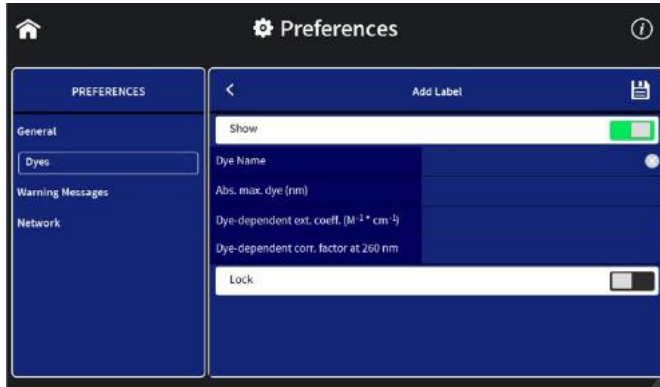 Preferences
PREFERENCES
General
Dyes
Warning Messages
Network
Add Label
Show
Dye Name
Abs. max. dye (nm)
Dye-dependent ext. coeff. (M⁻¹ * cm⁻¹)
Dye-dependent corr. factor at 260 nm
Lock